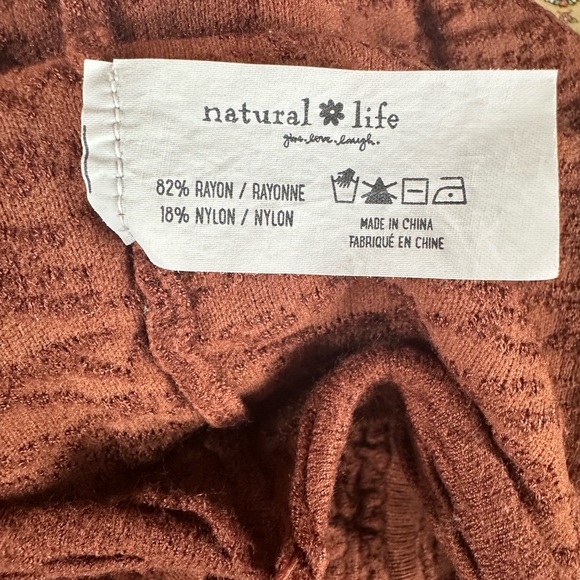 natural life
give.love.laugh.
82% RAYON / RAYONNE
18% NYLON / NYLON
MADE IN CHINA
FABRIQUÉ EN CHINE